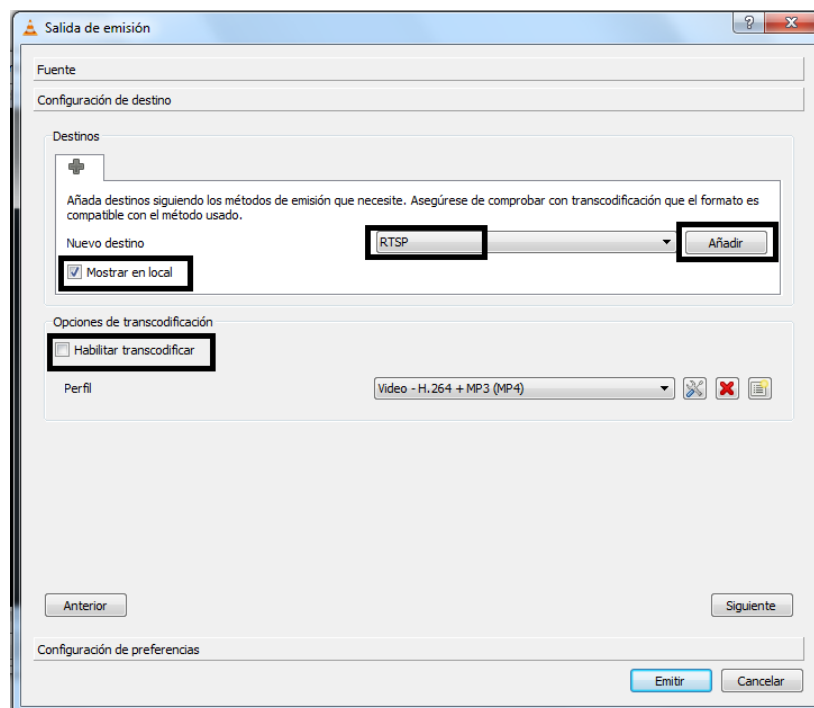 Salida de emisión
Fuente
Configuración de destino
Destinos
Añada destinos siguiendo los métodos de emisión que necesite. Asegúrese de comprobar con transcodificación que el formato es
compatible con el método usado.
Nuevo destino RTSP Añadir
Mostrar en local
Opciones de transcodificación
Habilitar transcodificar
Perfil Video - H.264 + MP3 (MP4)
Anterior Siguiente
Configuración de preferencias
Emitir Cancelar